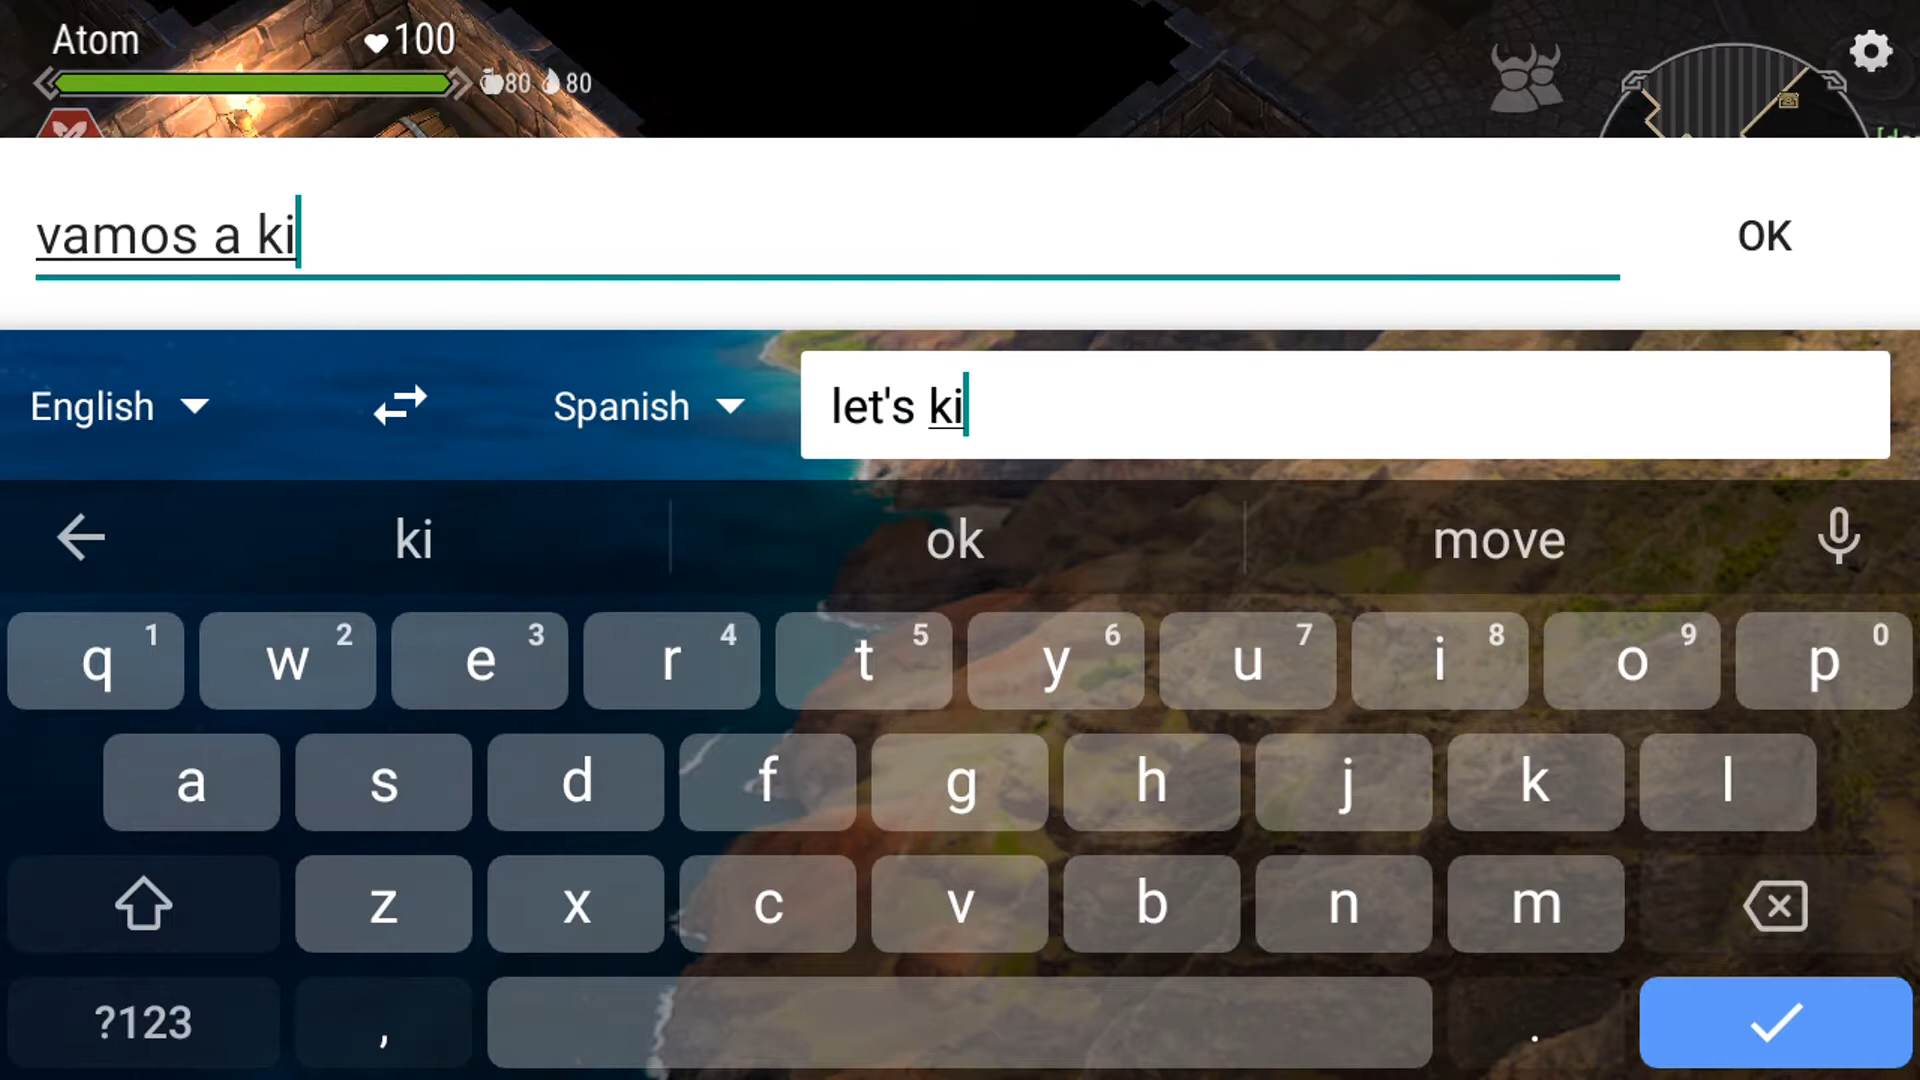 Atom
100
80 80
vamos a ki
OK
English
Spanish
let's ki
ki
ok
move
q 1 w 2 e 3 r 4 t 5 y 6 u 7 i 8 o 9 p 0
a s d f g h j k l
z x c v b n m
?123 , .